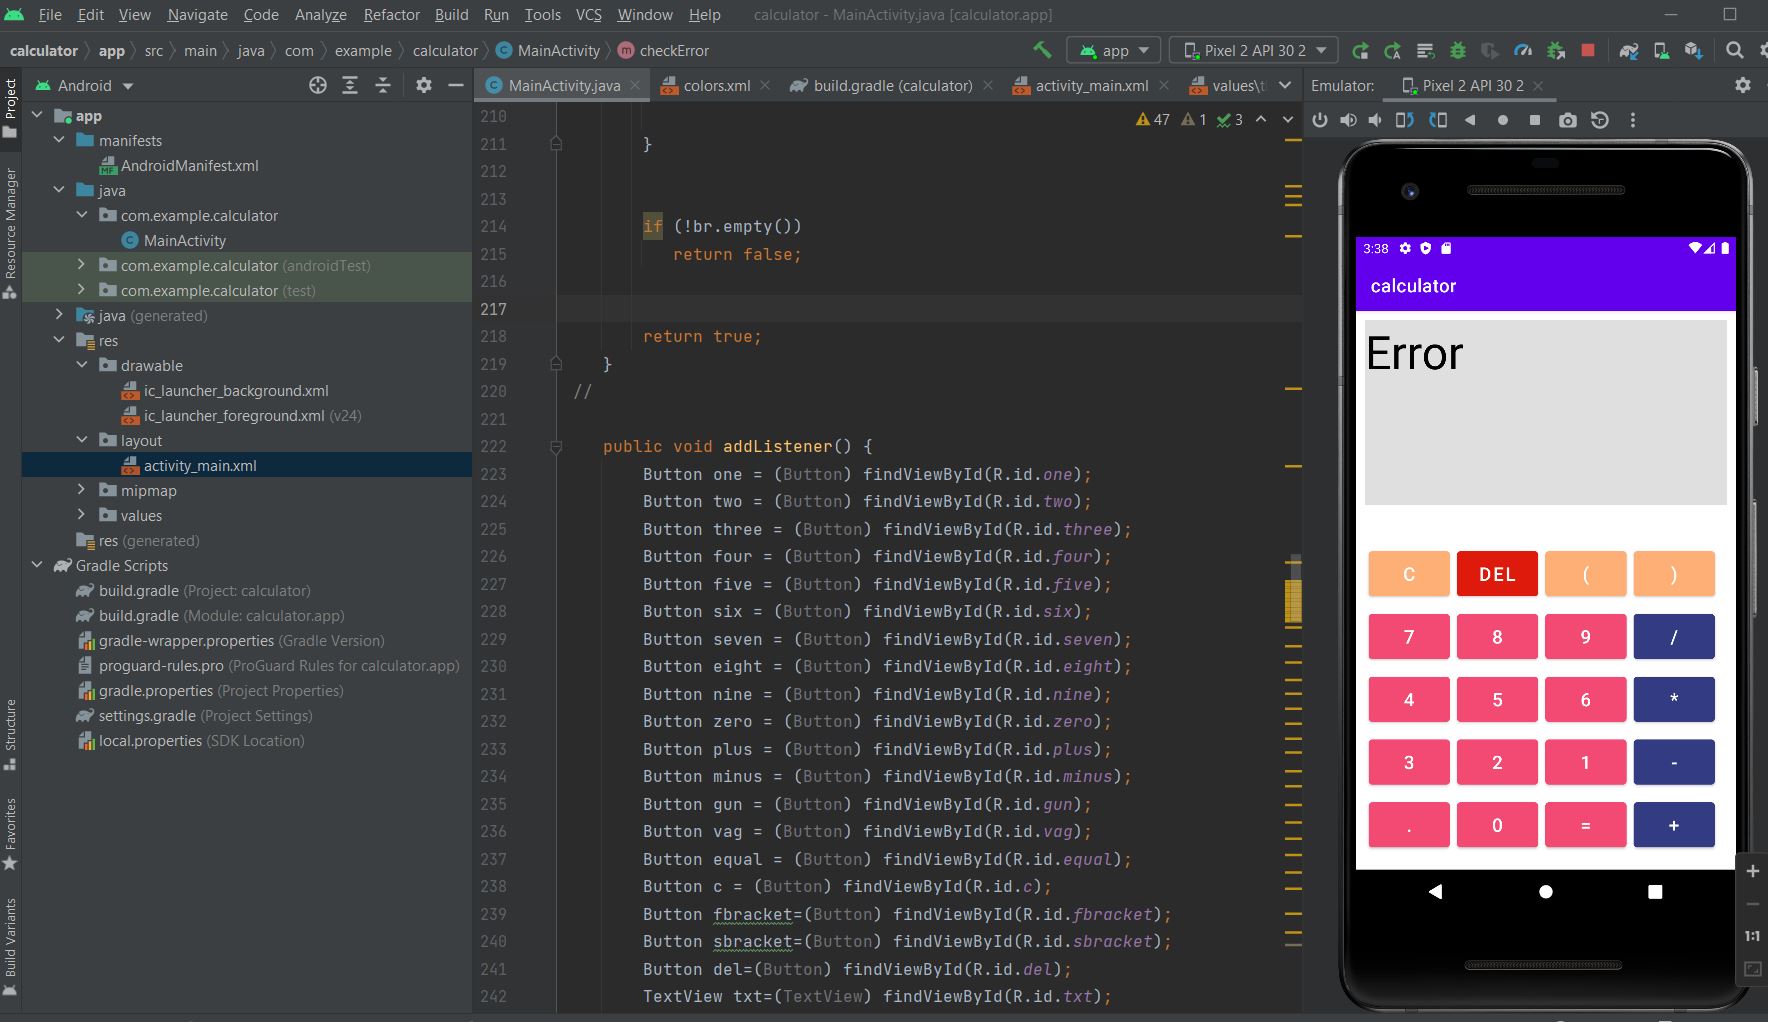 File Edit View Navigate Code Analyze Refactor Build Run Tools VCS Window Help calculator - MainActivity.java [calculator.app]
calculator app src main java com example calculator MainActivity checkError app Pixel 2 API 30 2
Android
MainActivity.java colors.xml build.gradle (calculator) activity_main.xml
Emulator: Pixel 2 API 30 2
Project
Resource Manager
Structure
Favorites
Build Variants
app
manifests
AndroidManifest.xml
java
com.example.calculator
MainActivity
com.example.calculator (androidTest)
com.example.calculator (test)
java (generated)
res
drawable
ic_launcher_background.xml
ic_launcher_foreground.xml (v24)
layout
activity_main.xml
mipmap
values
res (generated)
Gradle Scripts
build.gradle (Project: calculator)
build.gradle (Module: calculator.app)
gradle-wrapper.properties (Gradle Version)
proguard-rules.pro (ProGuard Rules for calculator.app)
gradle.properties (Project Properties)
settings.gradle (Project Settings)
local.properties (SDK Location)
47 1 3
210
211 }
212
213
214 if (!br.empty())
215 return false;
216
217
218 return true;
219 }
220 //
221
222 public void addListener() {
223 Button one = (Button) findViewById(R.id.one);
224 Button two = (Button) findViewById(R.id.two);
225 Button three = (Button) findViewById(R.id.three);
226 Button four = (Button) findViewById(R.id.four);
227 Button five = (Button) findViewById(R.id.five);
228 Button six = (Button) findViewById(R.id.six);
229 Button seven = (Button) findViewById(R.id.seven);
230 Button eight = (Button) findViewById(R.id.eight);
231 Button nine = (Button) findViewById(R.id.nine);
232 Button zero = (Button) findViewById(R.id.zero);
233 Button plus = (Button) findViewById(R.id.plus);
234 Button minus = (Button) findViewById(R.id.minus);
235 Button gun = (Button) findViewById(R.id.gun);
236 Button vag = (Button) findViewById(R.id.vag);
237 Button equal = (Button) findViewById(R.id.equal);
238 Button c = (Button) findViewById(R.id.c);
239 Button fbracket=(Button) findViewById(R.id.fbracket);
240 Button sbracket=(Button) findViewById(R.id.sbracket);
241 Button del=(Button) findViewById(R.id.del);
242 TextView txt=(TextView) findViewById(R.id.txt);
3:38
calculator
Error
C DEL ( )
7 8 9 /
4 5 6 *
3 2 1 -
. 0 = +
1:1